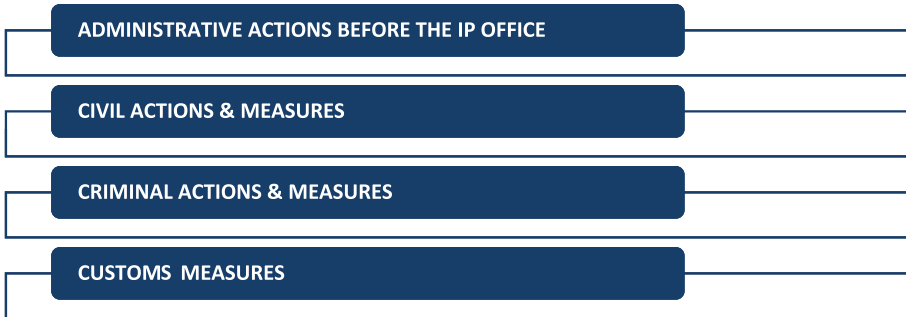 ADMINISTRATIVE ACTIONS BEFORE THE IP OFFICE
CIVIL ACTIONS & MEASURES
CRIMINAL ACTIONS & MEASURES
CUSTOMS MEASURES